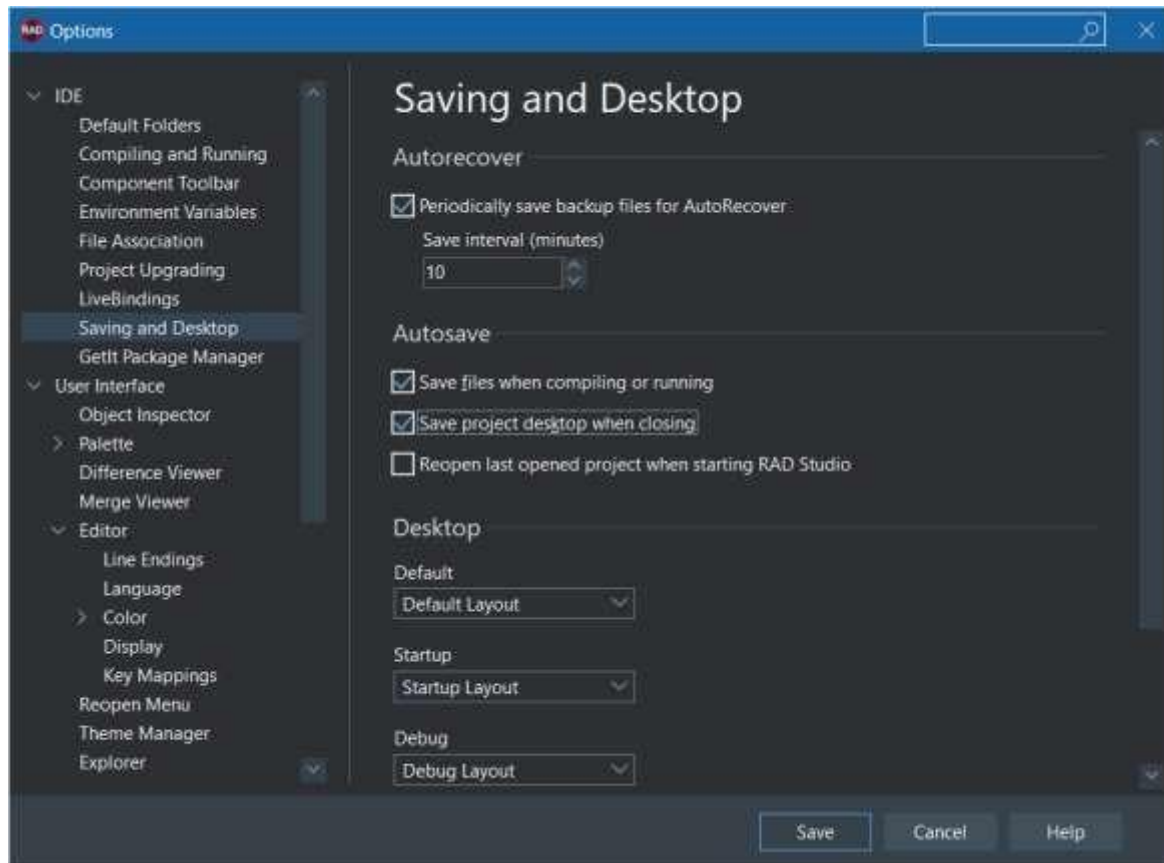 RAD Options
IDE
Default Folders
Compiling and Running
Component Toolbar
Environment Variables
File Association
Project Upgrading
LiveBindings
Saving and Desktop
GetIt Package Manager
User Interface
Object Inspector
Palette
Difference Viewer
Merge Viewer
Editor
Line Endings
Language
Color
Display
Key Mappings
Reopen Menu
Theme Manager
Explorer
Saving and Desktop
Autorecover
Periodically save backup files for AutoRecover
Save interval (minutes)
10
Autosave
Save files when compiling or running
Save project desktop when closing
Reopen last opened project when starting RAD Studio
Desktop
Default
Default Layout
Startup
Startup Layout
Debug
Debug Layout
Save Cancel Help